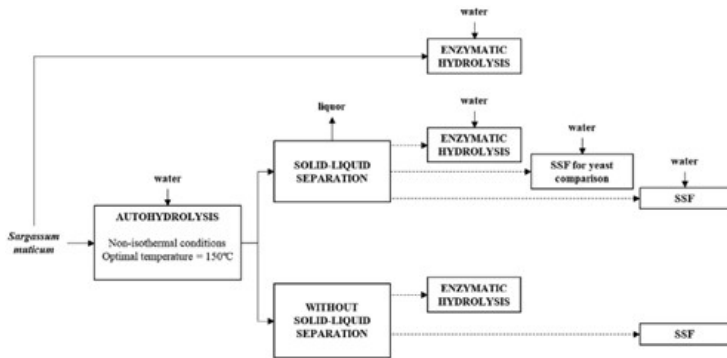 water
ENZYMATIC
HYDROLYSIS
liquor
water
ENZYMATIC
HYDROLYSIS
water
SOLID-LIQUID
SEPARATION
SSF for yeast
comparison
water
SSF
water
AUTOHYDROLYSIS
Non-isothermal conditions
Optimal temperature = 150ºC
Sargassum
muticum
WITHOUT
SOLID-LIQUID
SEPARATION
ENZYMATIC
HYDROLYSIS
SSF